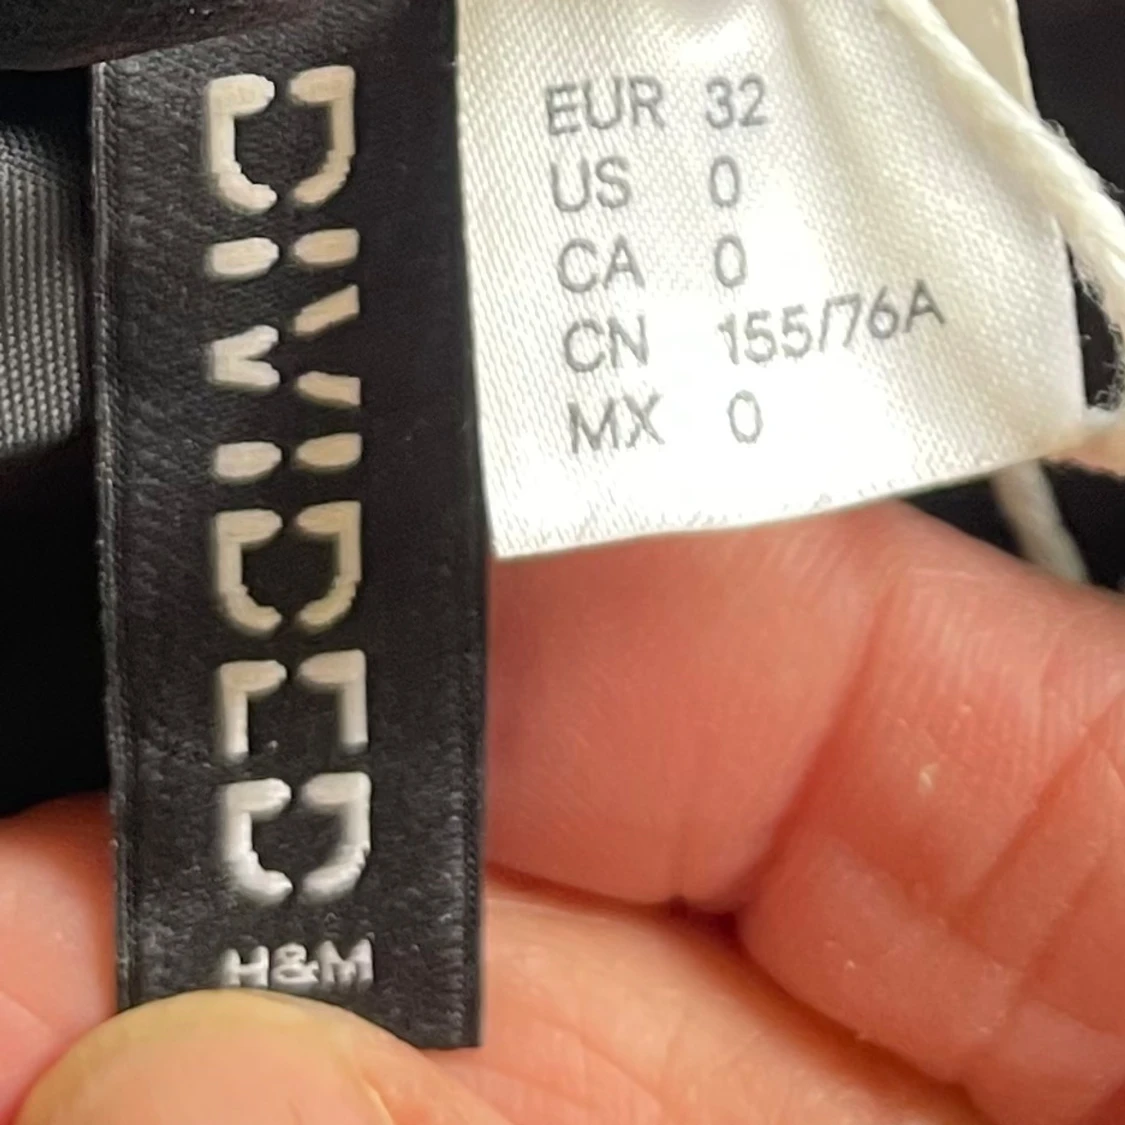 DIVIDED
H&M
EUR 32
US 0
CA 0
CN 155/76A
MX 0